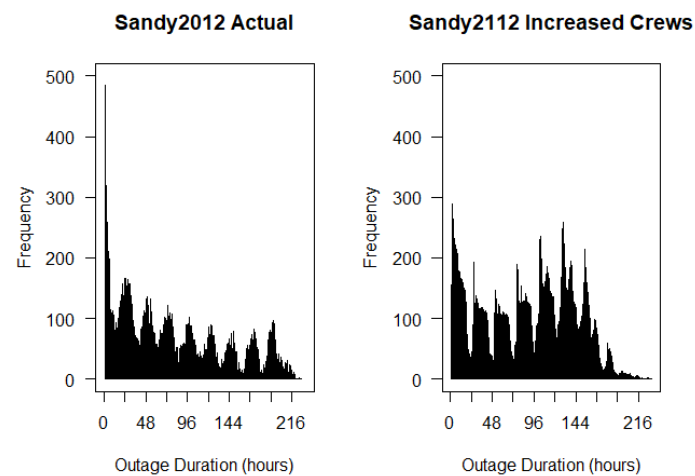 Sandy2012 Actual
500
400
300
200
100
0
Frequency
0 48 96 144 216
Outage Duration (hours)
Sandy2112 Increased Crews
500
400
300
200
100
0
Frequency
0 48 96 144 216
Outage Duration (hours)